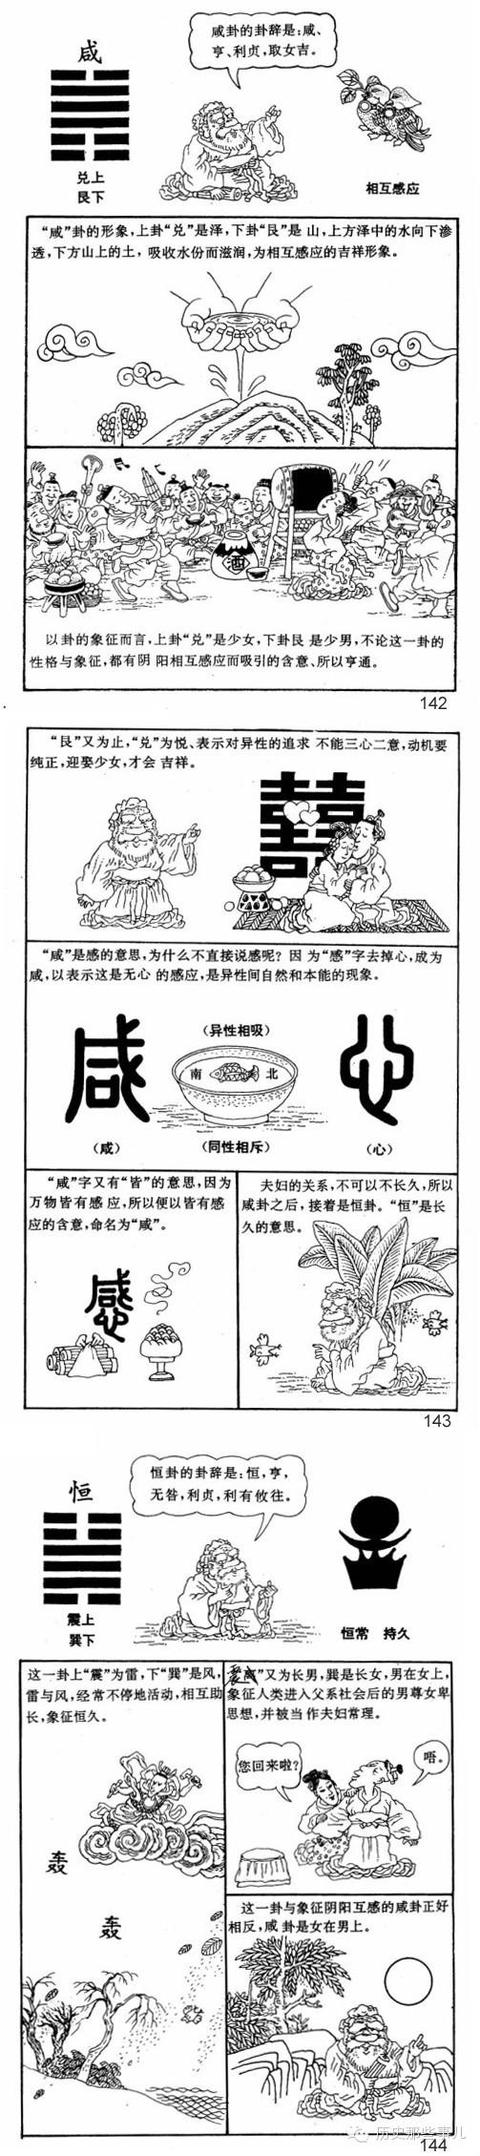 咸
兑上
艮下
咸卦的卦辞是：咸、
亨、利贞，取女吉。
相互感应
“咸”卦的形象，上卦“兑”是泽，下卦“艮”是 山，上方泽中的水向下渗
透，下方山上的土，吸收水份而滋润，为相互感应的吉祥形象。
酒
以卦的象征而言，上卦“兑”是少女，下卦艮 是少男，不论这一卦的
性格与象征，都有阴 阳相互感应而吸引的含意、所以亨通。
142
“艮”又为止，“兑”为悦、表示对异性的追求 不能三心二意，动机要
纯正，迎娶少女，才会 吉祥。
囍
“咸”是感的意思，为什么不直接说感呢？因 为“感”字去掉心，成为
咸，以表示这是无心 的感应，是异性间自然和本能的现象。
咸
（咸）
（异性相吸）
南
北
（同性相斥）
心
（心）
“咸”字又有“皆”的意思，因为
万物皆有感 应，所以便以皆有感
应的含意，命名为“咸”。
感
夫妇的关系，不可以不长久，所以
咸卦之后，接着是恒卦。“恒”是长
久的意思。
143
恒
震上
巽下
恒卦的卦辞是：恒，亨，
无咎，利贞，利有攸往。
恒常 持久
这一卦上“震”为雷，下“巽”是风，
雷与风，经常不停地活动，相互助
长，象征恒久。
轰
轰
震”又为长男，巽是长女，男在女上，
象征人类进入父系社会后的男尊女卑
思想，并被当作夫妇常理。
您回来啦？
唔。
这一卦与象征阴阳互感的咸卦正好
相反，咸 卦是女在男上。
历史那些事儿
144